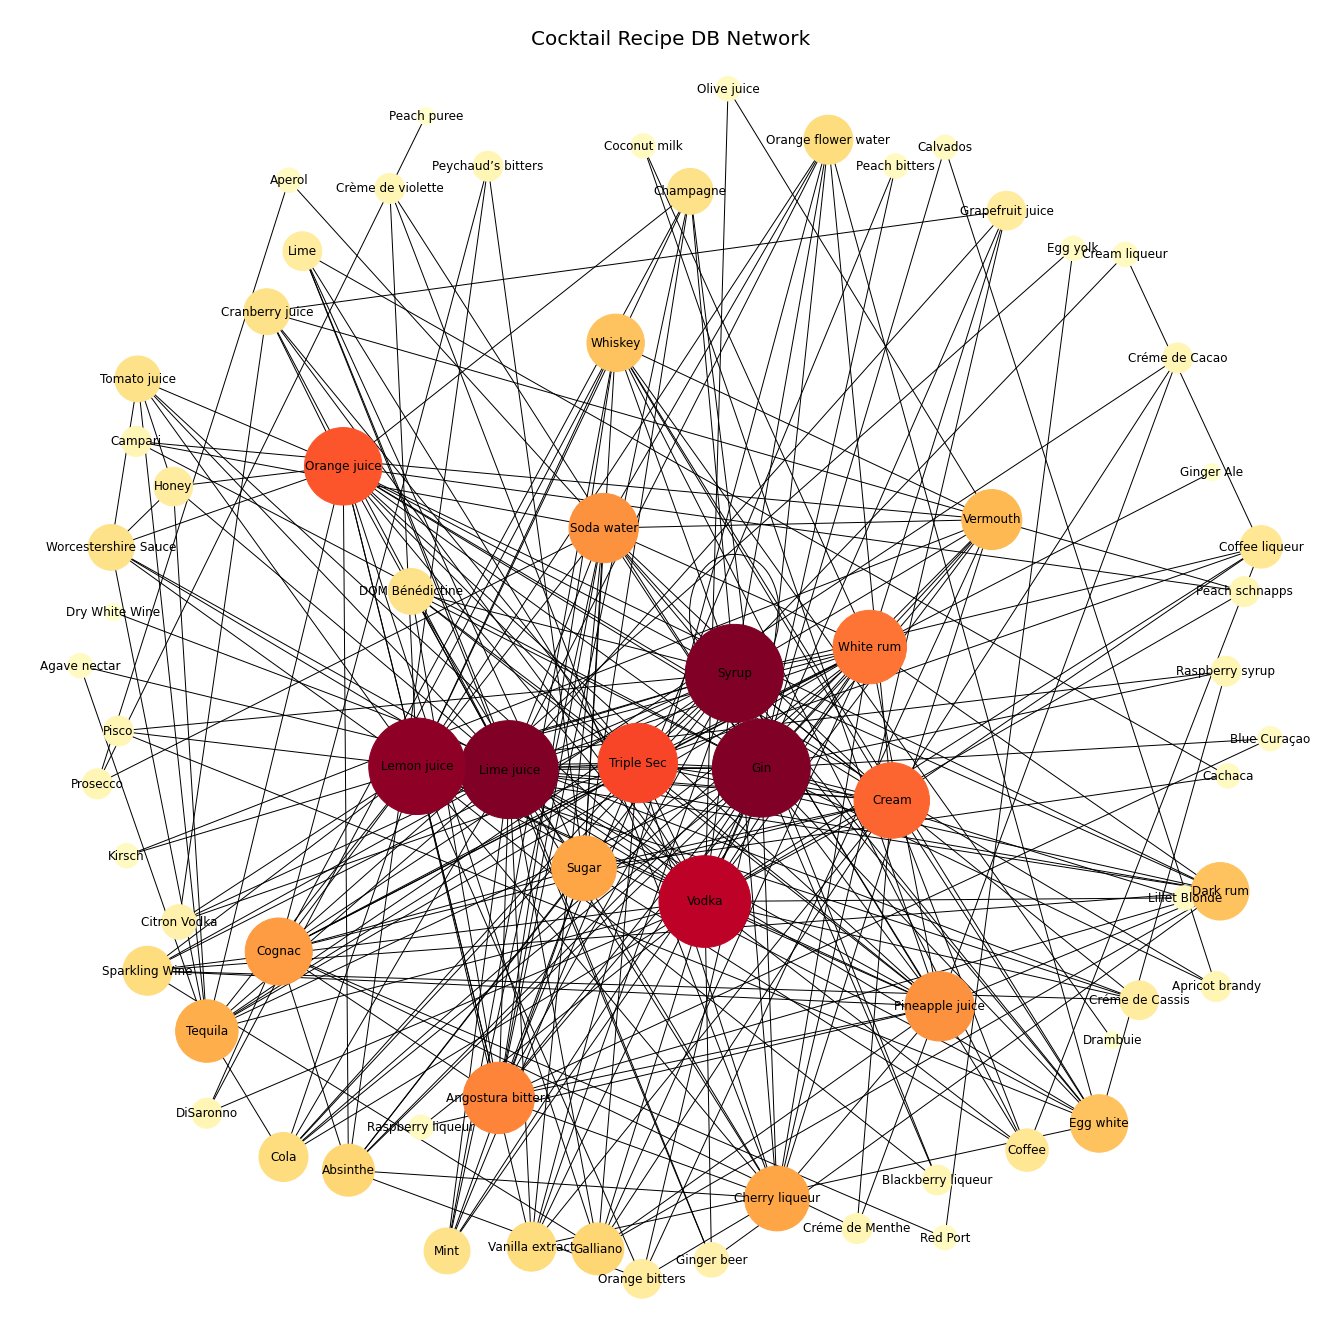 Cocktail Recipe DB Network
Olive juice
Peach puree
Orange flower water
Coconut milk
Calvados
Peychaud’s bitters
Peach bitters
Aperol
Crème de violette
Champagne
Grapefruit juice
Egg yolk
Lime
Cream liqueur
Cranberry juice
Whiskey
Créme de Cacao
Tomato juice
Campari
Orange juice
Ginger Ale
Honey
Vermouth
Soda water
Worcestershire Sauce
Coffee liqueur
DOM Bénédictine
Peach schnapps
Dry White Wine
White rum
Agave nectar
Syrup
Raspberry syrup
Pisco
Blue Curaçao
Triple Sec
Lemon juice
Lime juice
Gin
Cachaca
Prosecco
Cream
Kirsch
Sugar
Dark rum
Lillet Blonde
Vodka
Citron Vodka
Cognac
Sparkling Wine
Apricot brandy
Créme de Cassis
Pineapple juice
Tequila
Drambuie
Angostura bitters
DiSaronno
Egg white
Raspberry liqueur
Coffee
Cola
Absinthe
Blackberry liqueur
Cherry liqueur
Créme de Menthe
Red Port
Vanilla extract
Galliano
Mint
Ginger beer
Orange bitters